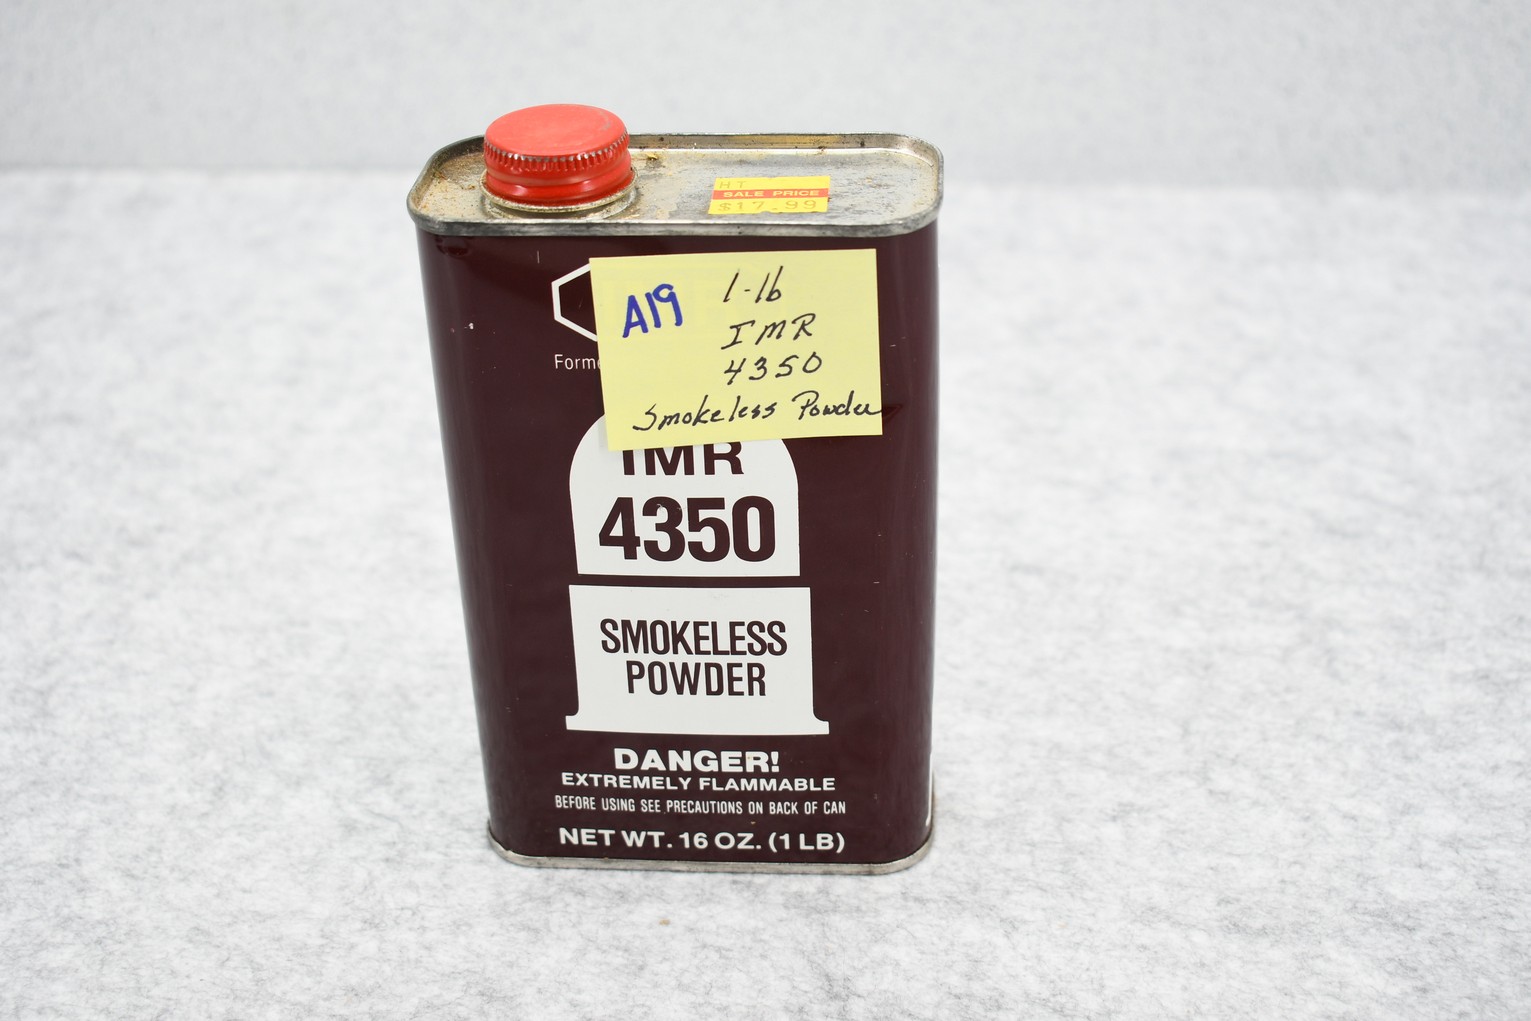 HT
SALE PRICE
$17.99
A19 1-lb
IMR
4350
Smokeless Powder
IMR
4350
SMOKELESS
POWDER
DANGER!
EXTREMELY FLAMMABLE
BEFORE USING SEE PRECAUTIONS ON BACK OF CAN
NET WT. 16 OZ. (1 LB)